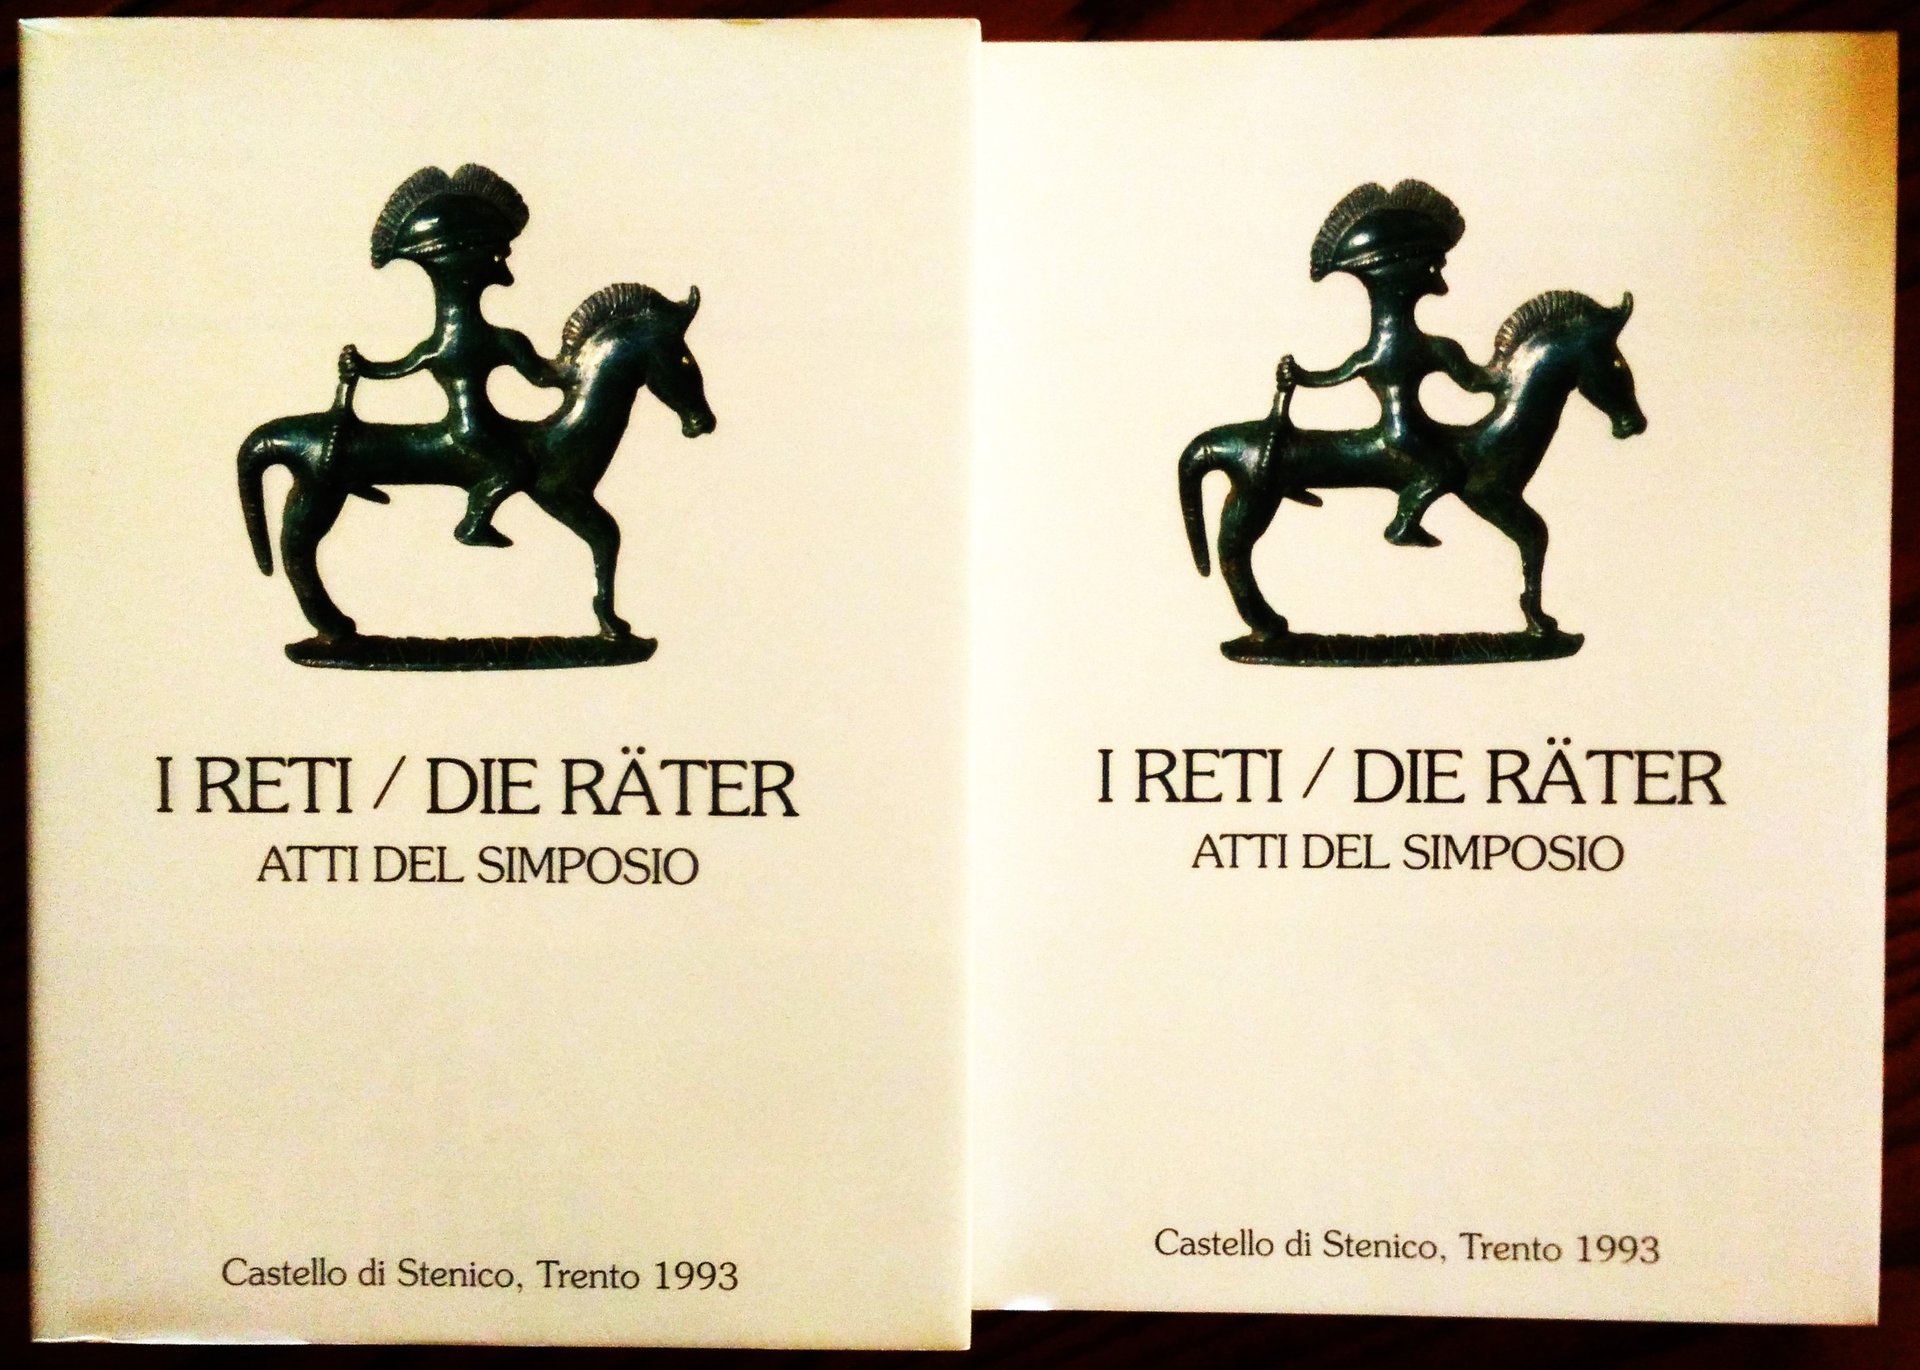 I RETI / DIE RÄTER
ATTI DEL SIMPOSIO
Castello di Stenico, Trento 1993
I RETI / DIE RÄTER
ATTI DEL SIMPOSIO
Castello di Stenico, Trento 1993